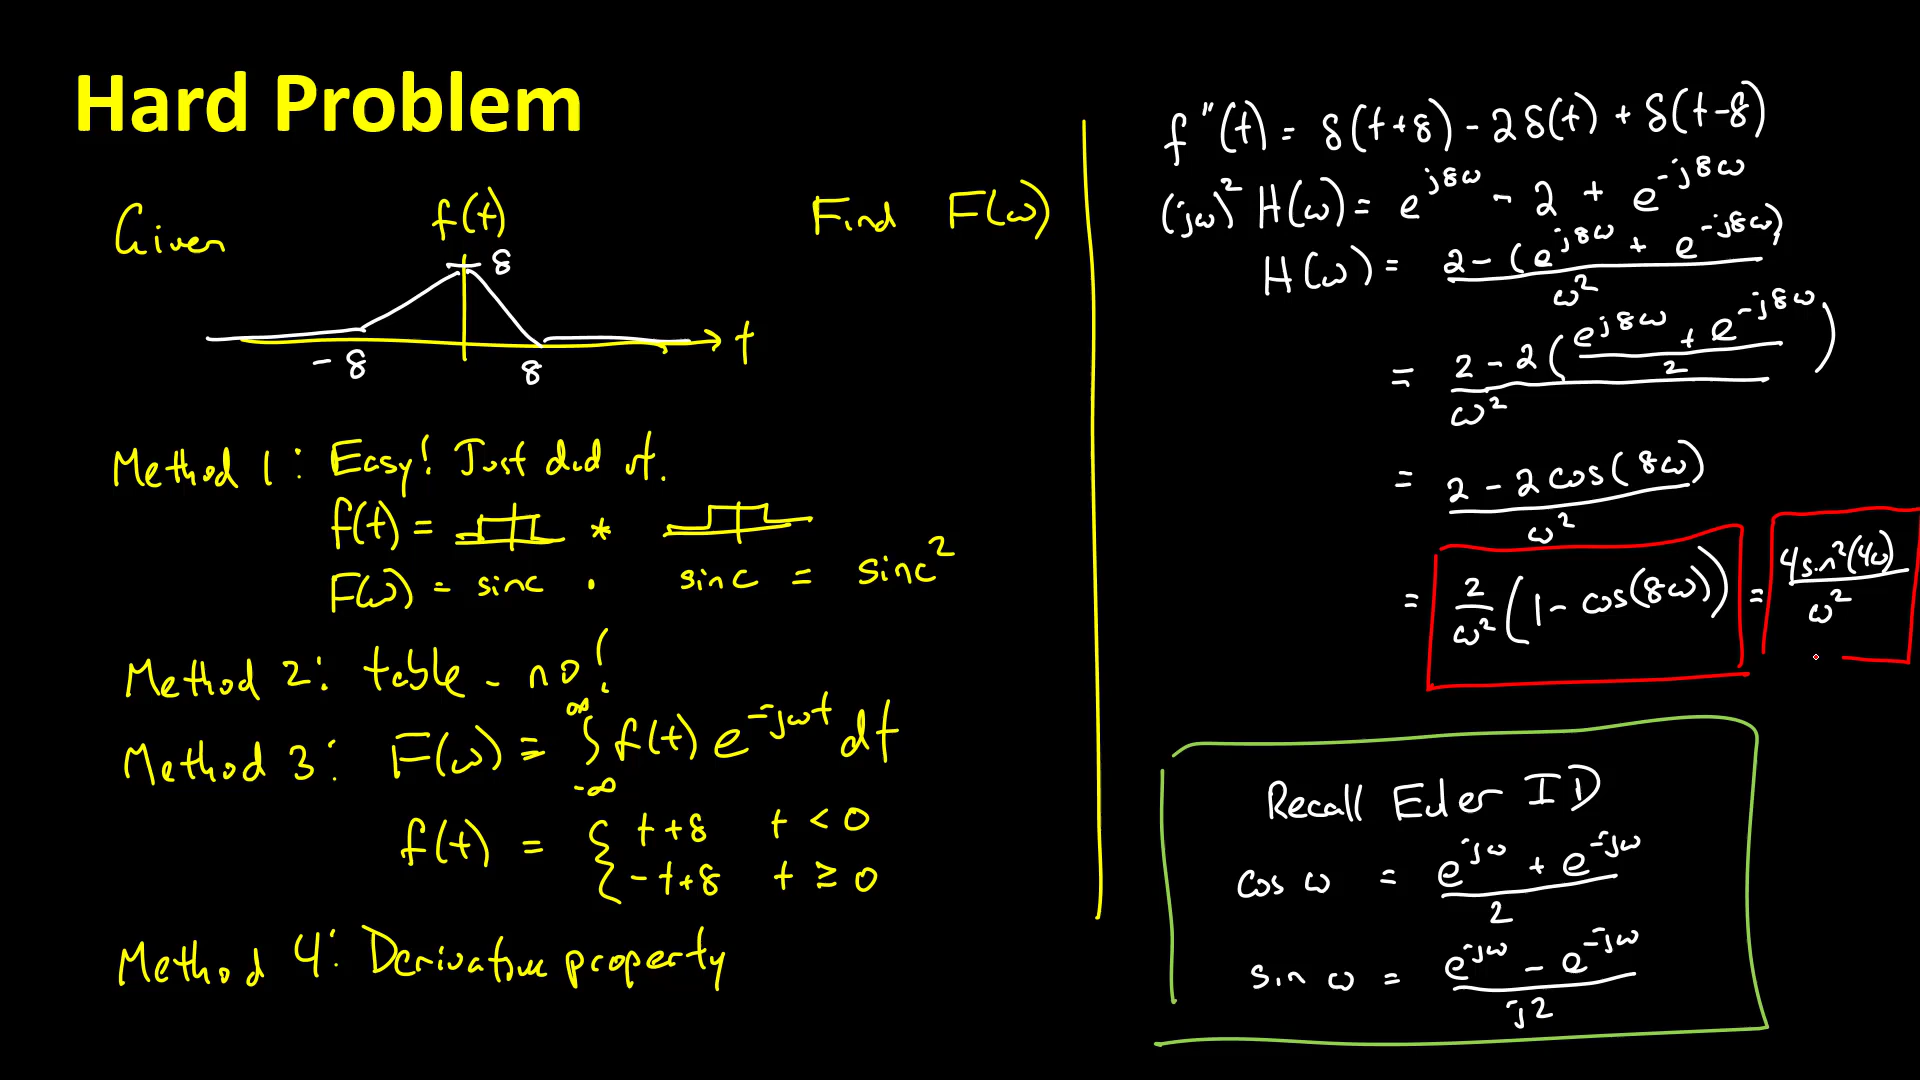 Hard Problem
Given
f(t)
8
-8
8
t
Find F(ω)
Method 1: Easy! Just did it.
f(t) = *
F(ω) = sinc · sinc = sinc²
Method 2: table - no!
Method 3: F(ω) = ∫_{-∞}^{∞} f(t) e^{-jωt} dt
f(t) = { t+8 t < 0
-t+8 t ≥ 0
Method 4: Derivative property
f''(t) = δ(t+8) - 2δ(t) + δ(t-8)
(jω)² H(ω) = e^{j8ω} - 2 + e^{-j8ω}
H(ω) = (2 - (e^{j8ω} + e^{-j8ω})) / ω²
= (2 - 2((e^{j8ω} + e^{-j8ω}) / 2)) / ω²
= (2 - 2cos(8ω)) / ω²
= 2/ω² (1 - cos(8ω)) = 4sin²(4ω) / ω²
Recall Euler ID
cos ω = (e^{jω} + e^{-jω}) / 2
sin ω = (e^{jω} - e^{-jω}) / j2